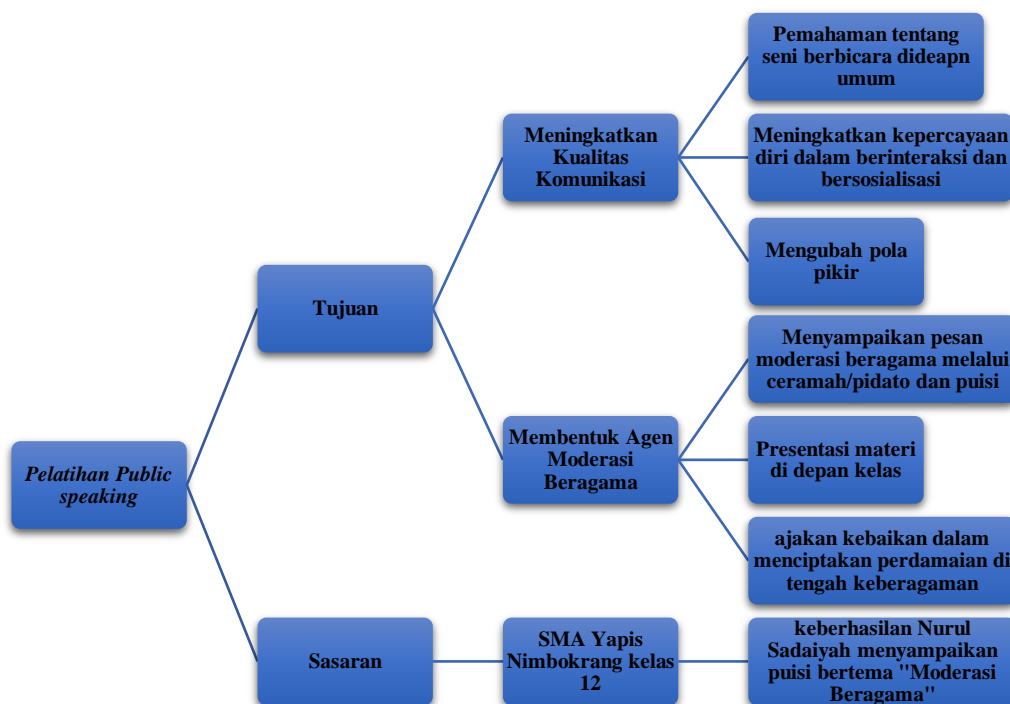 Pelatihan Public
speaking
Tujuan
Meningkatkan
Kualitas
Komunikasi
Pemahaman tentang
seni berbicara dideapn
umum
Meningkatkan kepercayaan
diri dalam berinteraksi dan
bersosialisasi
Mengubah pola
pikir
Membentuk Agen
Moderasi
Beragama
Menyampaikan pesan
moderasi beragama melalui
ceramah/pidato dan puisi
Presentasi materi
di depan kelas
ajakan kebaikan dalam
menciptakan perdamaian di
tengah keberagaman
Sasaran
SMA Yapis
Nimbokrang kelas
12
keberhasilan Nurul
Sadaiyah menyampaikan
puisi bertema "Moderasi
Beragama"